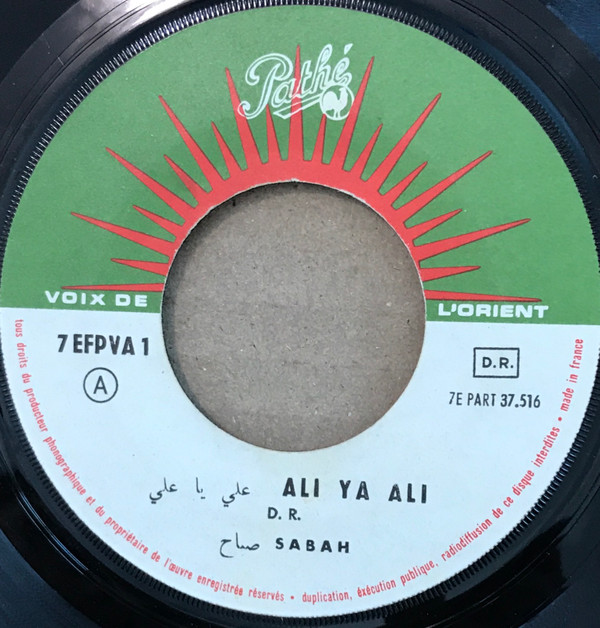 Pathé
VOIX DE L'ORIENT
7 EFPVA 1
A
D.R.
7E PART 37.516
علي يا علي ALI YA ALI
D. R.
صباح SABAH
tous droits du producteur phonographique et du propriétaire de l'œuvre enregistrée réservés • duplication, éxécution publique, radiodiffusion de ce disque interdites • made in france